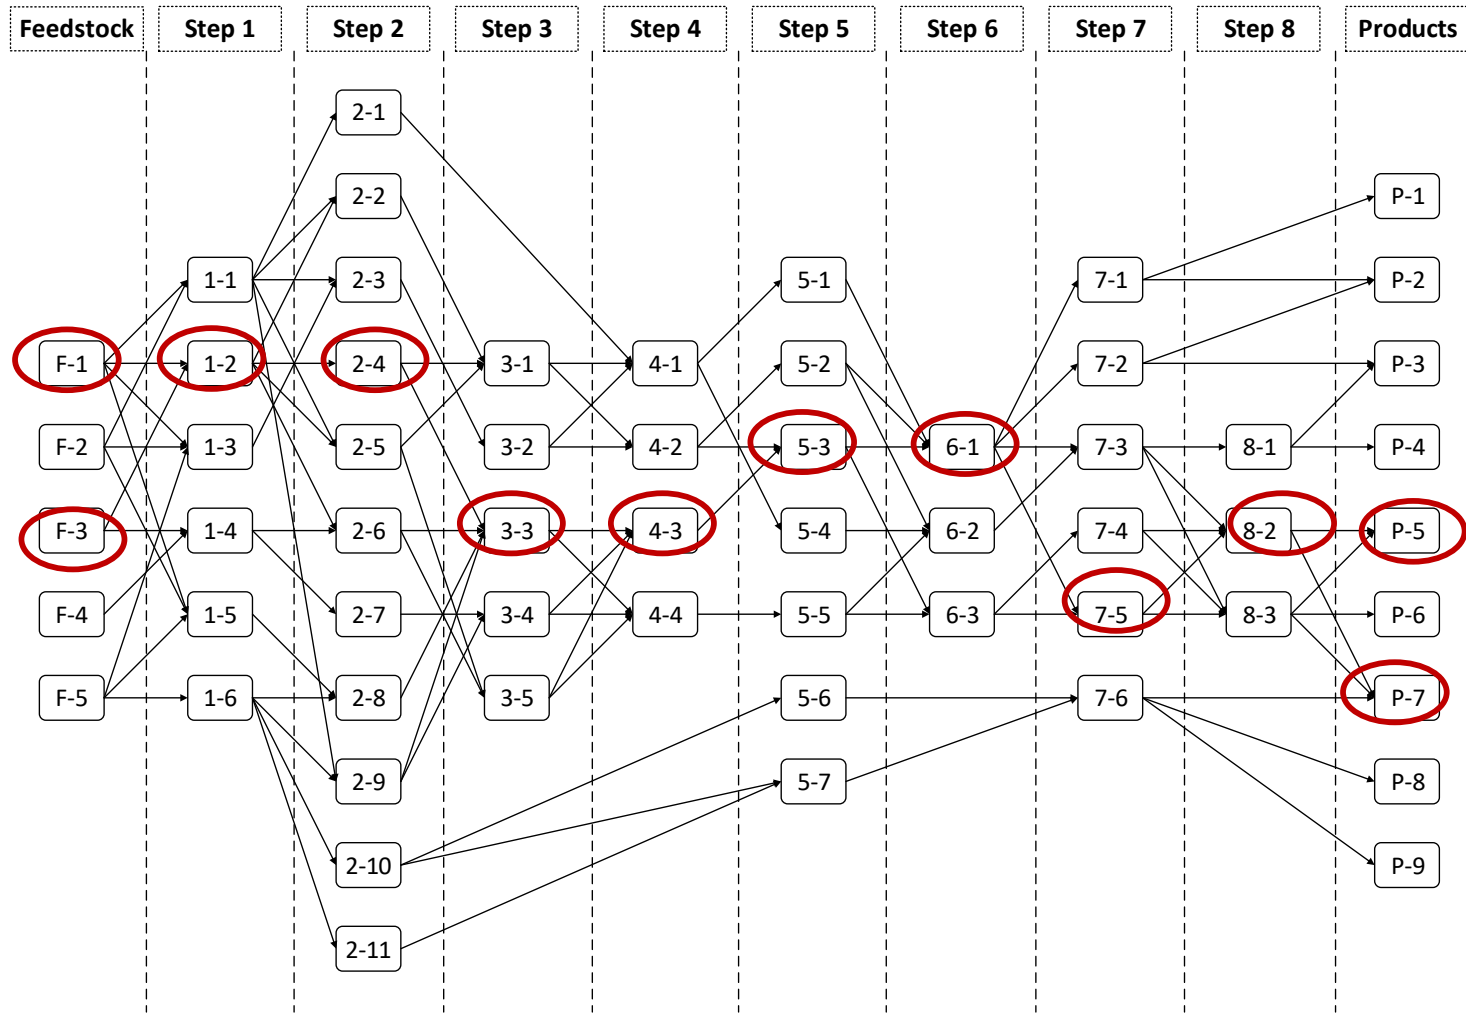 Feedstock
Step 1
Step 2
Step 3
Step 4
Step 5
Step 6
Step 7
Step 8
Products
F-1
F-2
F-3
F-4
F-5
1-1
1-2
1-3
1-4
1-5
1-6
2-1
2-2
2-3
2-4
2-5
2-6
2-7
2-8
2-9
2-10
2-11
3-1
3-2
3-3
3-4
3-5
4-1
4-2
4-3
4-4
5-1
5-2
5-3
5-4
5-5
5-6
5-7
6-1
6-2
6-3
7-1
7-2
7-3
7-4
7-5
7-6
8-1
8-2
8-3
P-1
P-2
P-3
P-4
P-5
P-6
P-7
P-8
P-9